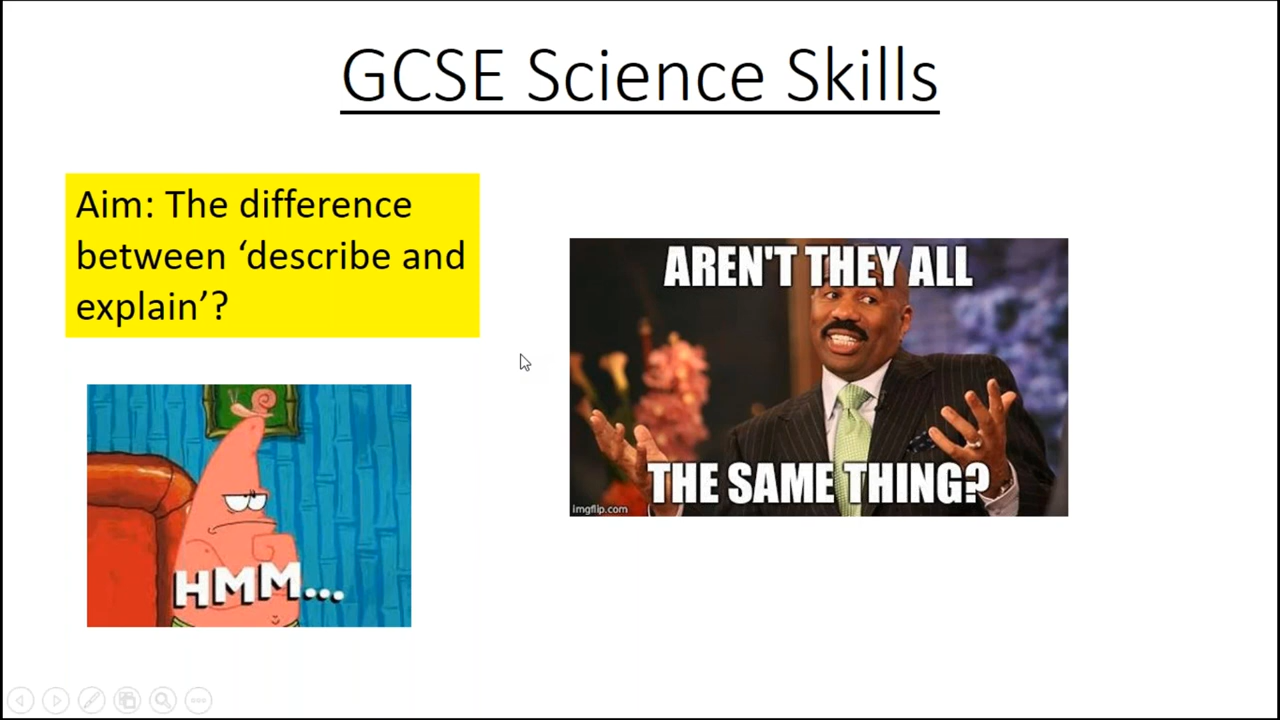 GCSE Science Skills
Aim: The difference
between ‘describe and
explain’?
AREN'T THEY ALL
THE SAME THING?
imgflip.com
HMM...